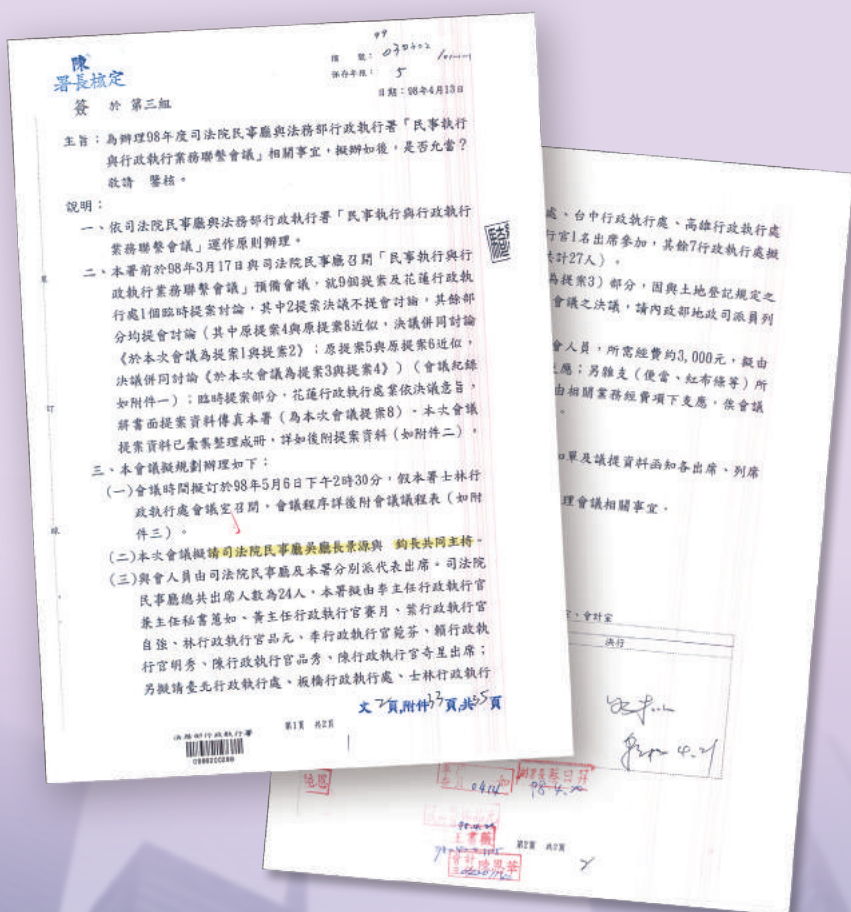 陳
署長核定
檔 號：030402
保存年限： 5
簽 於 第三組
日期：98年4月13日
主旨：為辦理98年度司法院民事廳與法務部行政執行署「民事執行
與行政執行業務聯繫會議」相關事宜，擬辦如後，是否允當？
敬請 鑒核。
說明：
一、依司法院民事廳與法務部行政執行署「民事執行與行政執行
業務聯繫會議」運作原則辦理。
二、本署前於98年3月17日與司法院民事廳召開「民事執行與行
政執行業務聯繫會議」預備會議，就9個提案及花蓮行政執
行處1個臨時提案討論，其中2提案決議不提會討論，其餘部
分均提會討論（其中原提案4與原提案8近似，決議併同討論
《於本次會議為提案1與提案2》；原提案5與原提案6近似，
決議併同討論《於本次會議為提案3與提案4》）（會議紀錄
如附件一）；臨時提案部分，花蓮行政執行處業依決議意旨，
將書面提案資料傳真本署（為本次會議提案8）。本次會議
提案資料已彙集整理成冊，詳如後附提案資料（如附件二）。
三、本會議擬規劃辦理如下：
(一)會議時間擬訂於98年5月6日下午2時30分，假本署士林行
政執行處會議室召開，會議程序詳後附會議議程表（如附
件三）。
(二)本次會議擬請司法院民事廳吳廳長景源與 鈞長共同主持。
(三)與會人員由司法院民事廳及本署分別派代表出席。司法院
民事廳總共出席人數為24人，本署擬由李主任行政執行官
兼主任秘書蕙如、黃主任行政執行官賽月、葉行政執行官
自強、林行政執行官品元、李行政執行官菀芬、賴行政執
行官明秀、陳行政執行官品秀、陳行政執行官奇星出席；
另擬請臺北行政執行處、板橋行政執行處、士林行政執行
文2頁,附件33頁,共35頁
第1頁 共2頁
法務部行政執行署
處、台中行政執行處、高雄行政執行處
行官1名出席參加，其餘7行政執行處擬
共計27人）。
為提案3）部分，因與土地登記規定之
會議之決議，請內政部地政司派員列
會人員，所需經費約3,000元，擬由
支應；另雜支（便當、紅布條等）所
由相關業務經費項下支應，俟會議
單及議提資料函知各出席、列席
理會議相關事宜。
、會計室
決行
4.21
98.4.
第2頁 共2頁